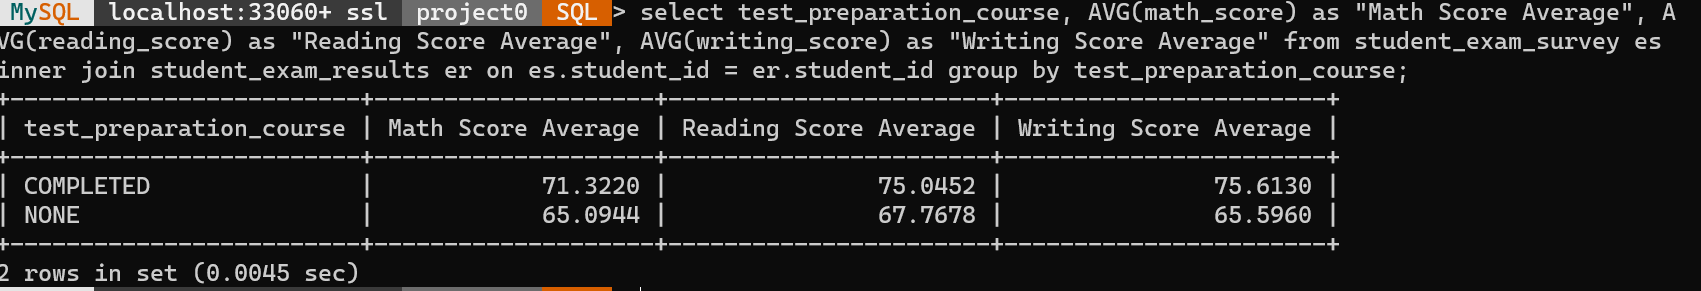 MySQL localhost:33060+ ssl project0 SQL > select test_preparation_course, AVG(math_score) as "Math Score Average", A
VG(reading_score) as "Reading Score Average", AVG(writing_score) as "Writing Score Average" from student_exam_survey es
inner join student_exam_results er on es.student_id = er.student_id group by test_preparation_course;
+-------------------------+--------------------+-----------------------+-----------------------+
| test_preparation_course | Math Score Average | Reading Score Average | Writing Score Average |
+-------------------------+--------------------+-----------------------+-----------------------+
| COMPLETED               |            71.3220 |               75.0452 |               75.6130 |
| NONE                    |            65.0944 |               67.7678 |               65.5960 |
+-------------------------+--------------------+-----------------------+-----------------------+
2 rows in set (0.0045 sec)